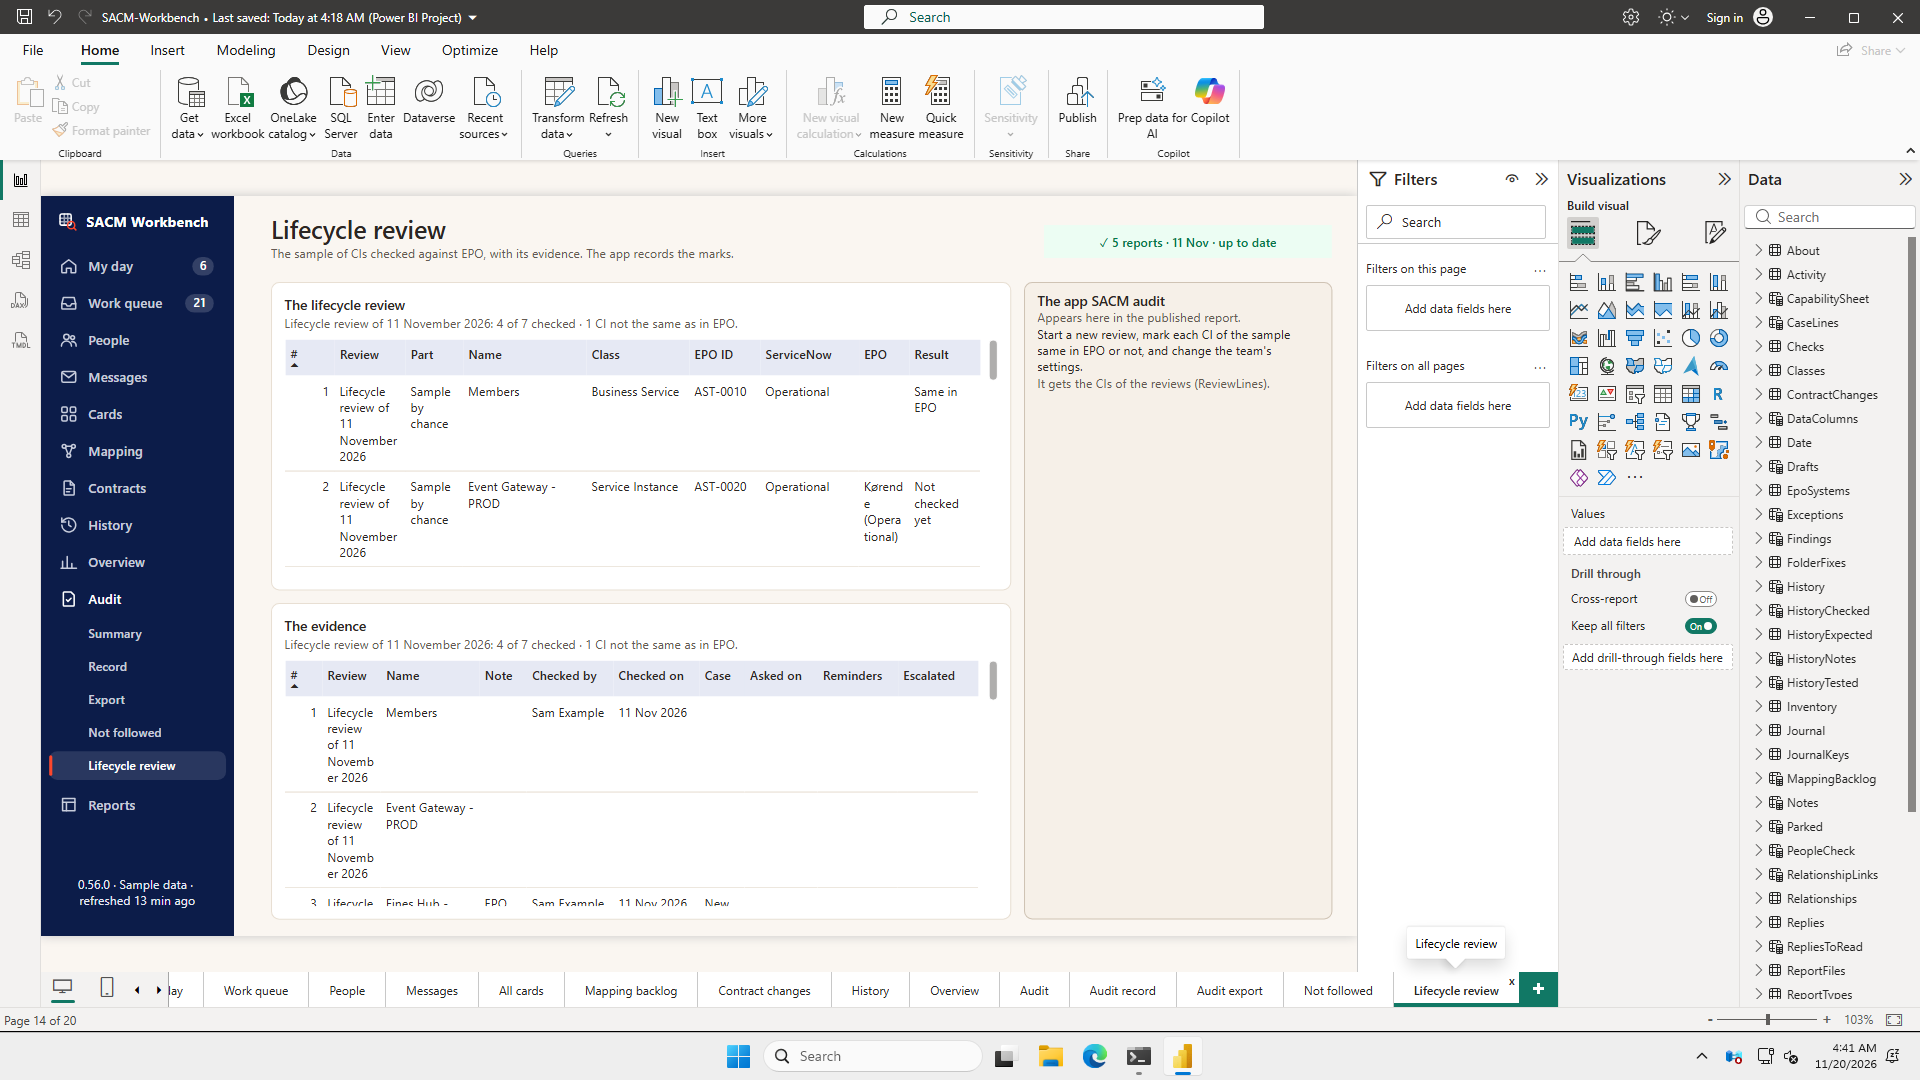 SACM-Workbench • Last saved: Today at 4:18 AM (Power BI Project)
Search
Sign in
File Home Insert Modeling Design View Optimize Help
Share
Paste
Cut
Copy
Format painter
Clipboard
Get data
Excel workbook
OneLake catalog
SQL Server
Enter data
Dataverse
Recent sources
Data
Transform data
Refresh
Queries
New visual
Text box
More visuals
Insert
New visual calculation
New measure
Quick measure
Calculations
Sensitivity
Sensitivity
Publish
Share
Prep data for AI
Copilot
Copilot
SACM Workbench
My day 6
Work queue 21
People
Messages
Cards
Mapping
Contracts
History
Overview
Audit
Summary
Record
Export
Not followed
Lifecycle review
Reports
0.56.0 · Sample data ·
refreshed 13 min ago
Lifecycle review
The sample of CIs checked against EPO, with its evidence. The app records the marks.
✓ 5 reports · 11 Nov · up to date
The lifecycle review
Lifecycle review of 11 November 2026: 4 of 7 checked · 1 CI not the same as in EPO.
# Review Part Name Class EPO ID ServiceNow EPO Result
1 Lifecycle review of 11 November 2026 Sample by chance Members Business Service AST-0010 Operational Same in EPO
2 Lifecycle review of 11 November 2026 Sample by chance Event Gateway - PROD Service Instance AST-0020 Operational Kørende (Operational) Not checked yet
The evidence
Lifecycle review of 11 November 2026: 4 of 7 checked · 1 CI not the same as in EPO.
# Review Name Note Checked by Checked on Case Asked on Reminders Escalated
1 Lifecycle review of 11 November 2026 Members Sam Example 11 Nov 2026
2 Lifecycle review of 11 November 2026 Event Gateway - PROD
3 Lifecycle Fines Hub - EPO Sam Example 11 Nov 2026 New
The app SACM audit
Appears here in the published report.
Start a new review, mark each CI of the sample
same in EPO or not, and change the team's
settings.
It gets the CIs of the reviews (ReviewLines).
Filters
Search
Filters on this page ...
Add data fields here
Filters on all pages ...
Add data fields here
Visualizations
Build visual
R
Py
123
...
Values
Add data fields here
Drill through
Cross-report Off
Keep all filters On
Add drill-through fields here
Data
Search
About
Activity
CapabilitySheet
CaseLines
Checks
Classes
ContractChanges
DataColumns
Date
Drafts
EpoSystems
Exceptions
Findings
FolderFixes
History
HistoryChecked
HistoryExpected
HistoryNotes
HistoryTested
Inventory
Journal
JournalKeys
MappingBacklog
Notes
Parked
PeopleCheck
RelationshipLinks
Relationships
Replies
RepliesToRead
ReportFiles
ReportTypes
DAX
TMDL
Lifecycle review
lay Work queue People Messages All cards Mapping backlog Contract changes History Overview Audit Audit record Audit export Not followed Lifecycle review x +
Page 14 of 20
- + 103%
Search
4:41 AM
11/20/2026